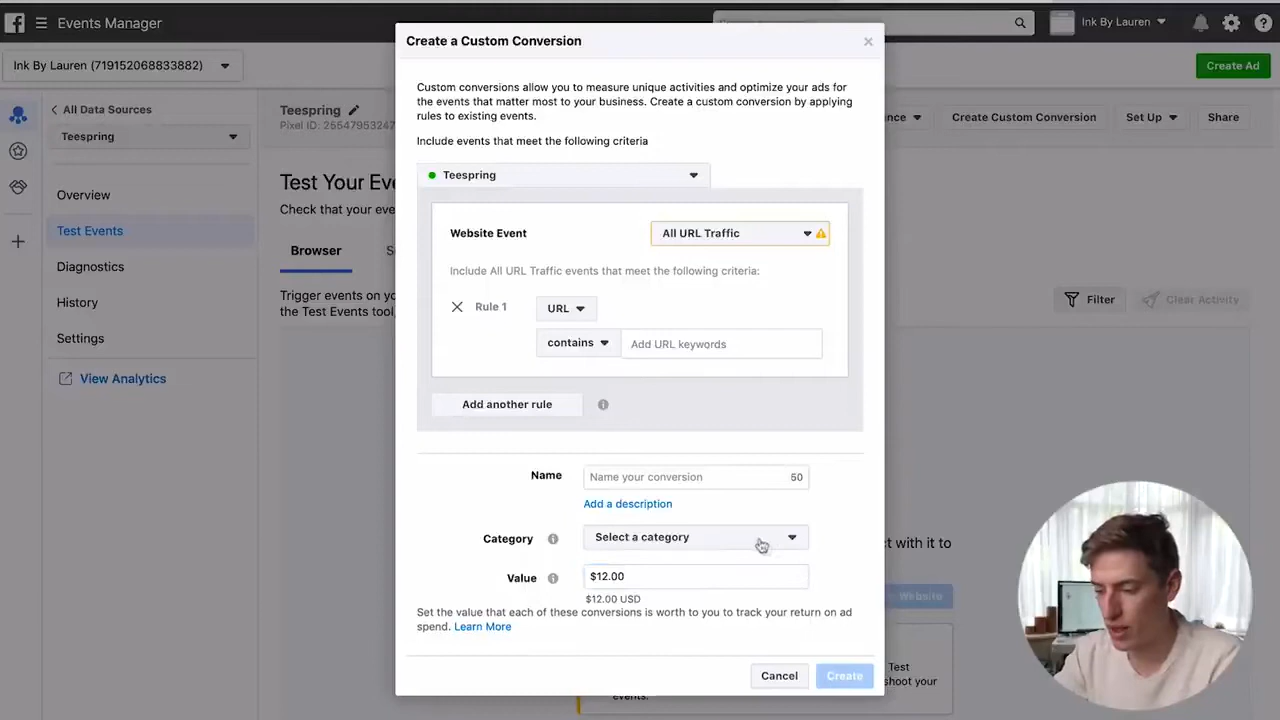 Events Manager
Ink By Lauren
Ink By Lauren (719152068833882)
Create Ad
All Data Sources
Teespring
Overview
Test Events
Diagnostics
History
Settings
View Analytics
Teespring
Pixel ID: 26547953247
Create Custom Conversion
Set Up
Share
Test Your Eve
Check that your eve
Browser
S
Trigger events on yo
the Test Events tool,
Filter
Clear Activity
Create a Custom Conversion
Custom conversions allow you to measure unique activities and optimize your ads for
the events that matter most to your business. Create a custom conversion by applying
rules to existing events.
Include events that meet the following criteria
Teespring
Website Event
All URL Traffic
Include All URL Traffic events that meet the following criteria:
Rule 1
URL
contains
Add URL keywords
Add another rule
Name
Name your conversion
50
Add a description
Category
Select a category
Value
$12.00
$12.00 USD
Set the value that each of these conversions is worth to you to track your return on ad
spend. Learn More
Cancel
Create
ct with it to
Website
Test
shoot your
events.